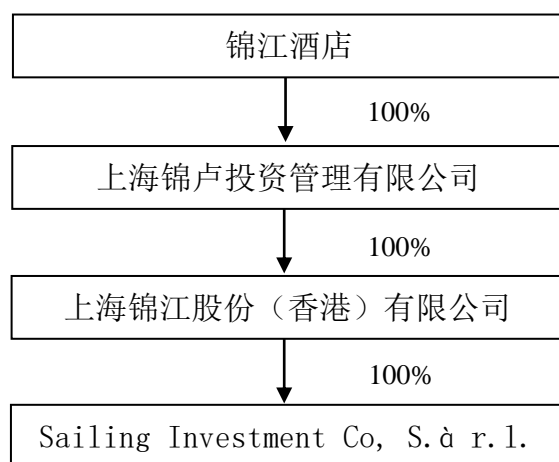 锦江酒店
100%
上海锦卢投资管理有限公司
100%
上海锦江股份（香港）有限公司
100%
Sailing Investment Co, S.à r.l.